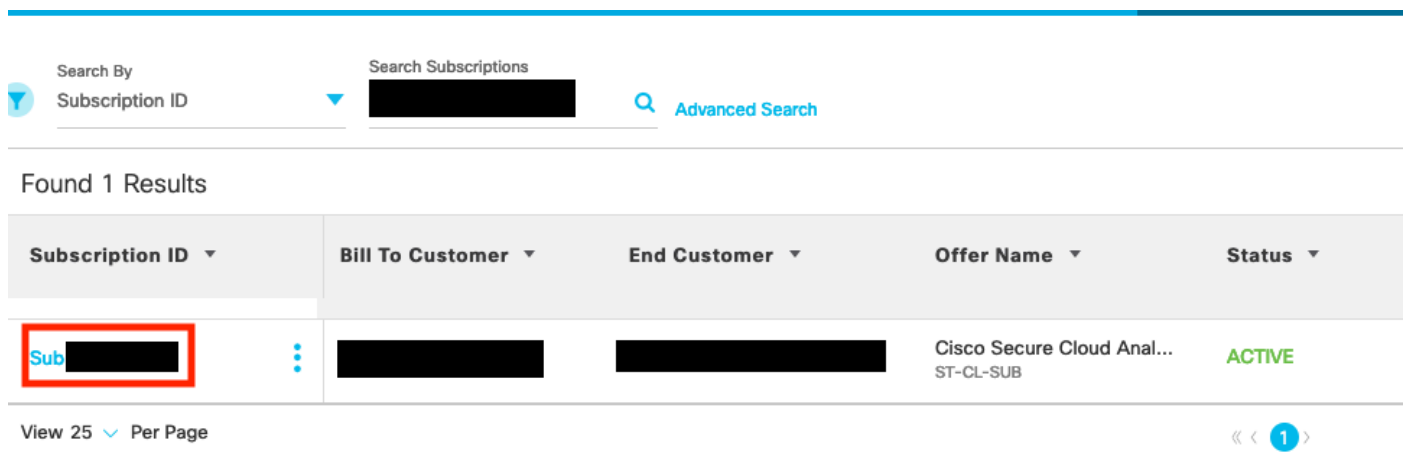 Search By
Search Subscriptions
Subscription ID
Advanced Search
Found 1 Results
Subscription ID Bill To Customer End Customer Offer Name Status
Sub Cisco Secure Cloud Anal... ACTIVE
ST-CL-SUB
View 25 Per Page
1